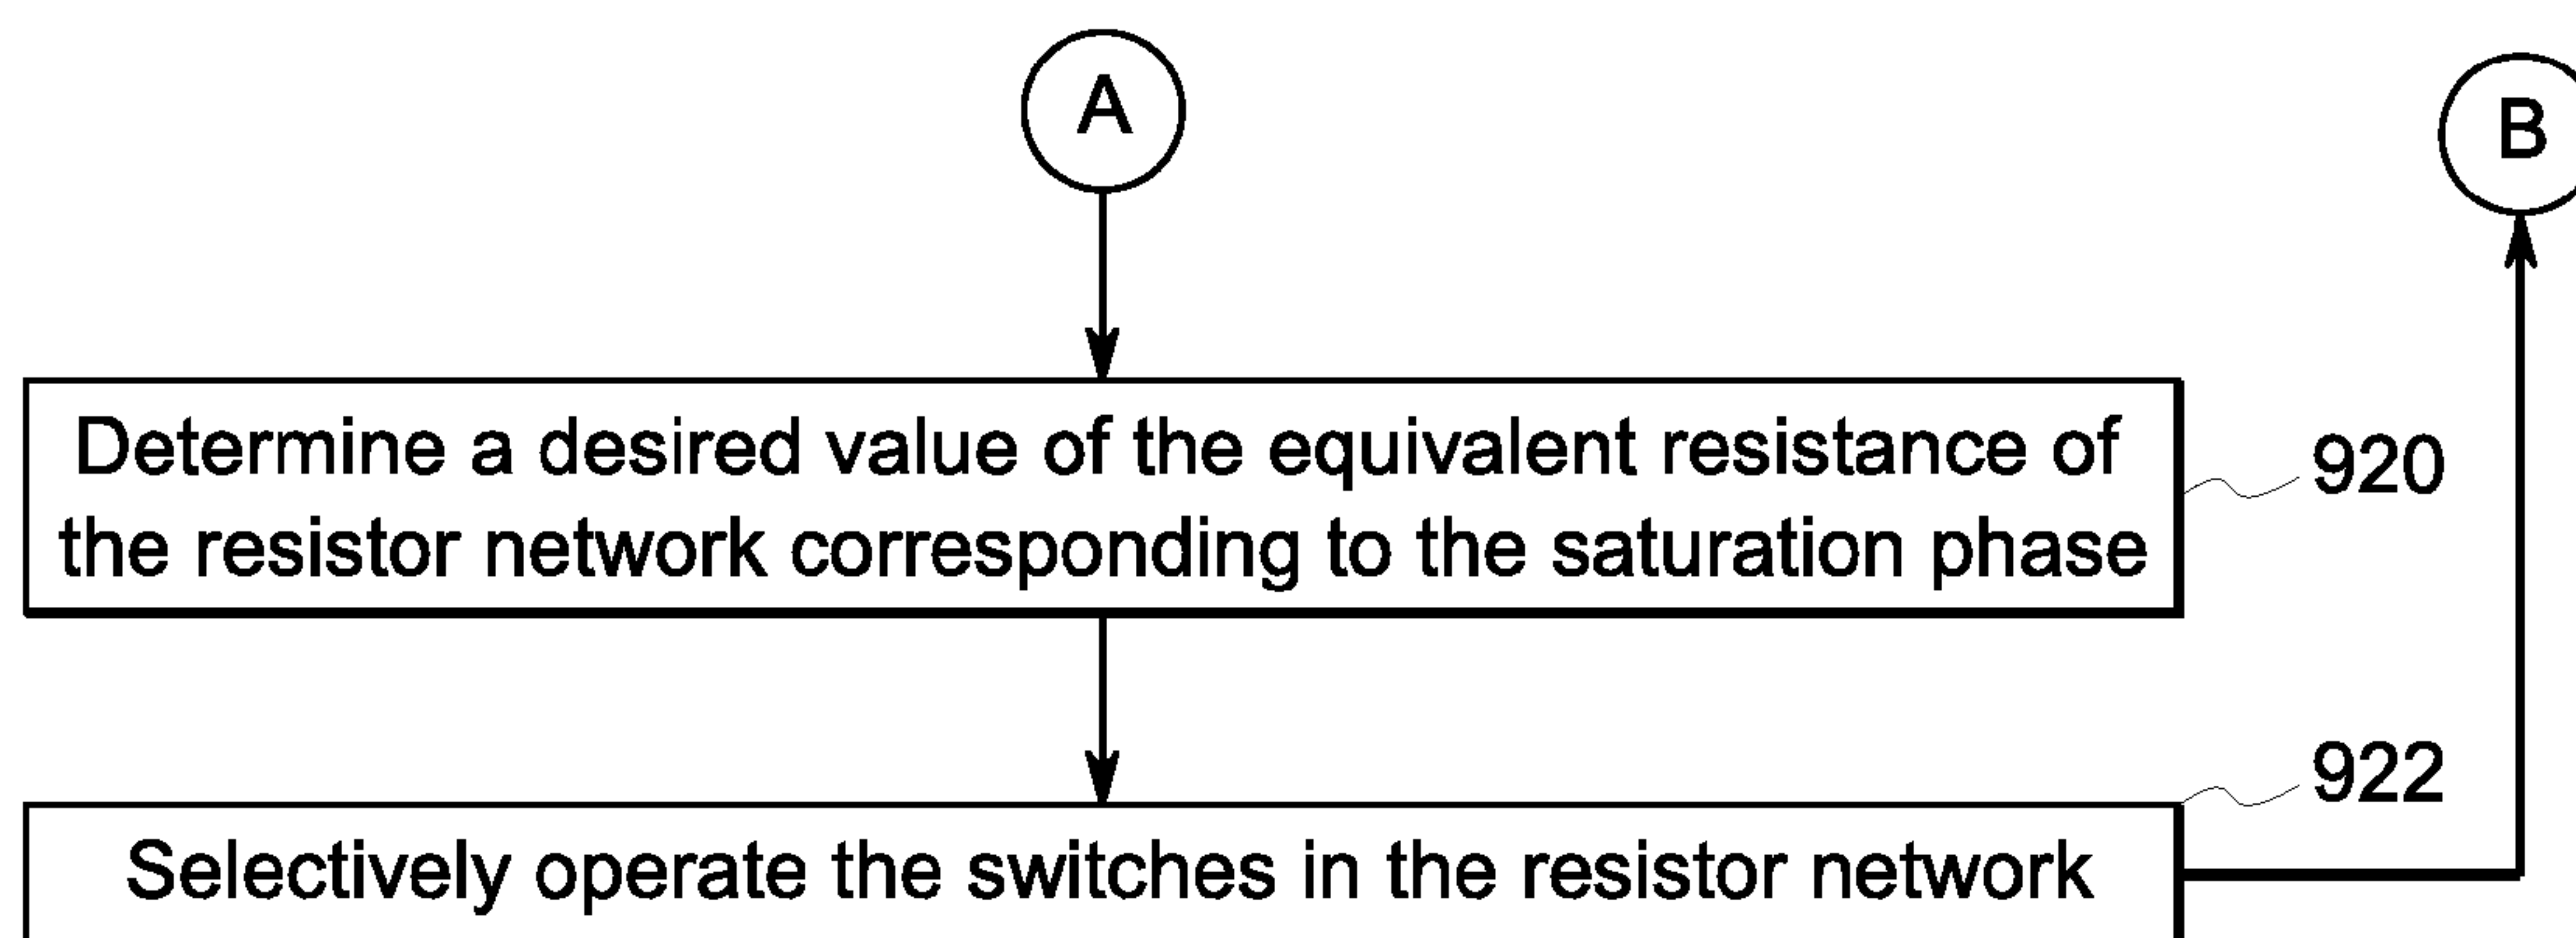 A
B
Determine a desired value of the equivalent resistance of
the resistor network corresponding to the saturation phase
920
922
Selectively operate the switches in the resistor network